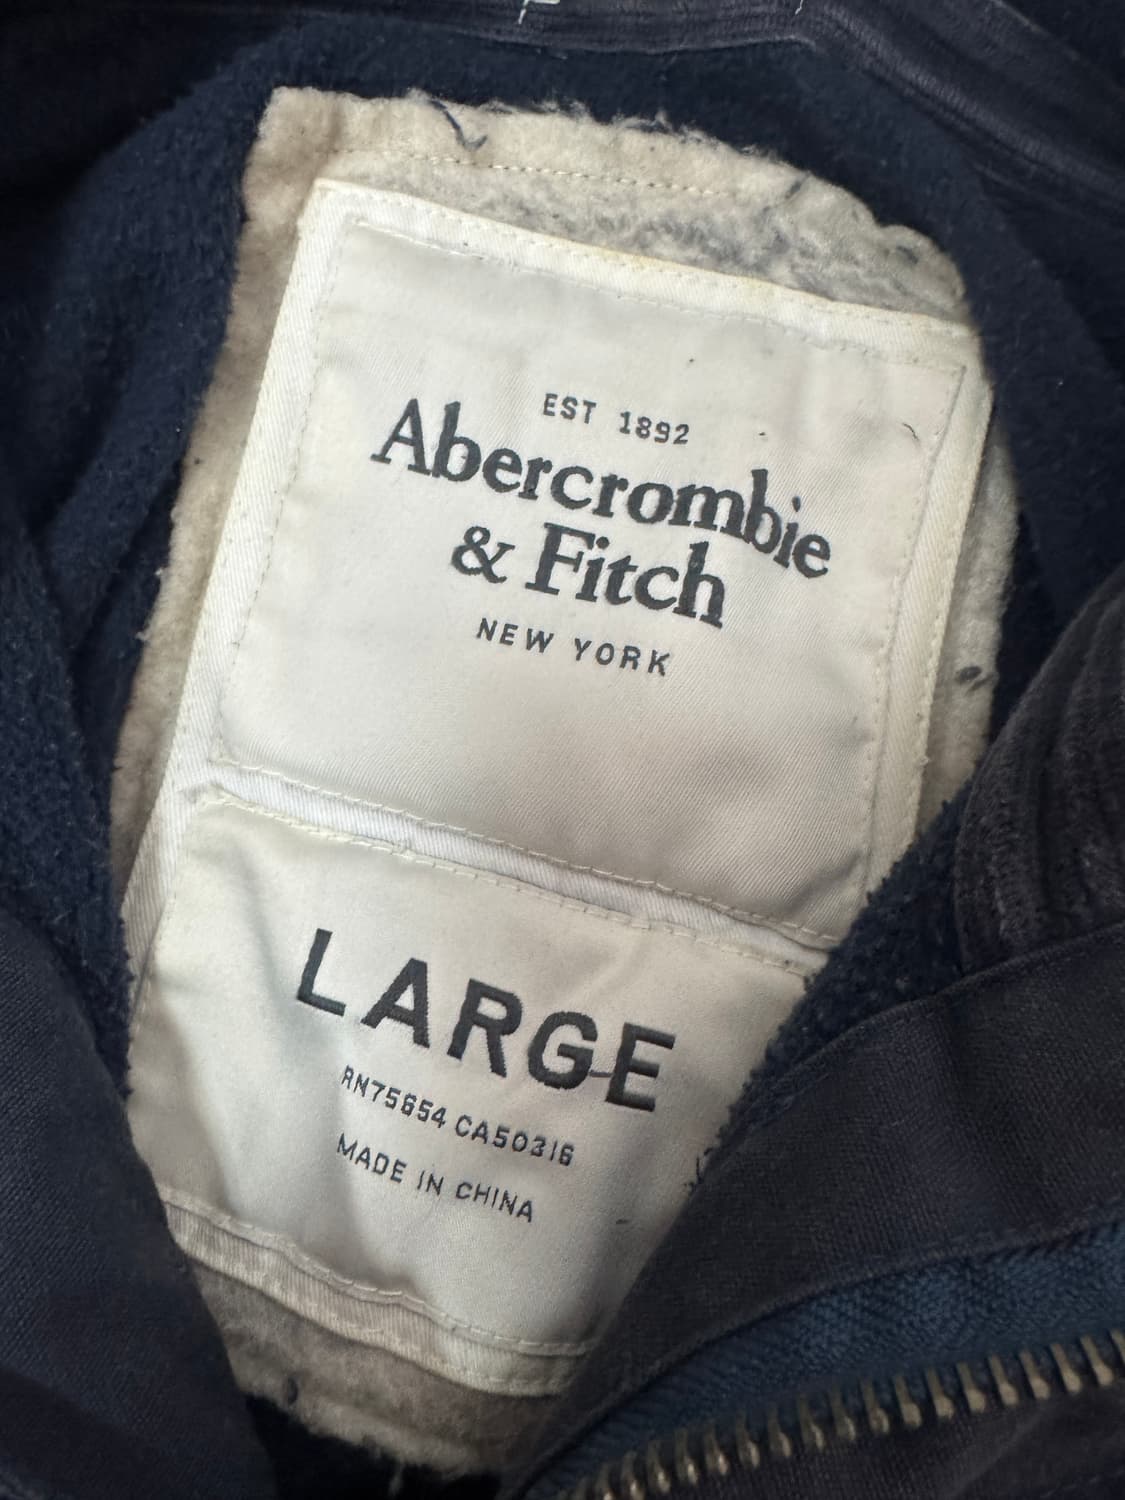 EST 1892
Abercrombie
& Fitch
NEW YORK
LARGE
RN75654 CA50316
MADE IN CHINA